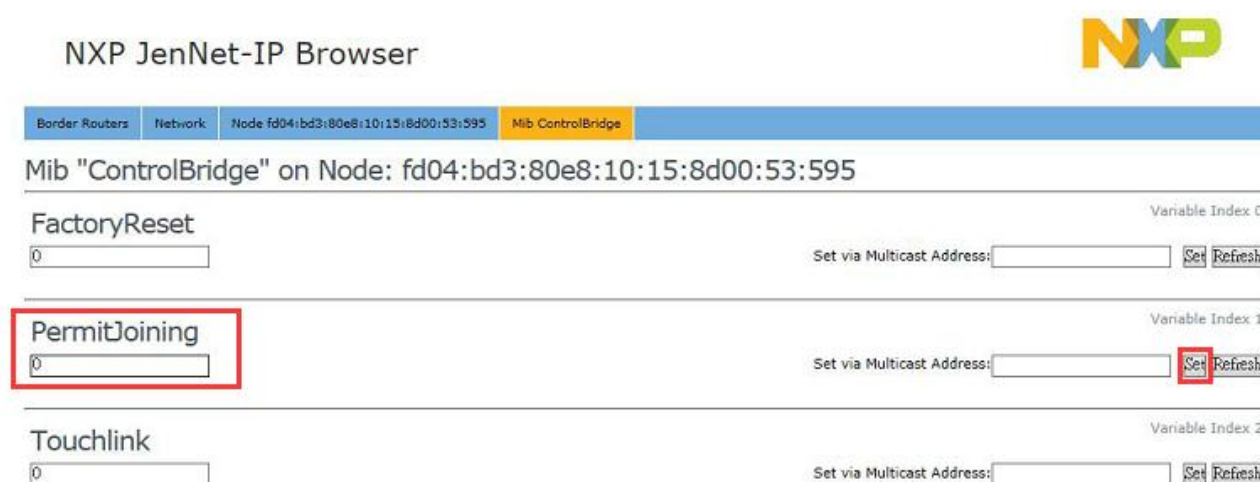 NXP JenNet-IP Browser
NXP
Border Routers Network Node fd04:bd3:80e8:10:15:8d00:53:595 Mib ControlBridge
Mib "ControlBridge" on Node: fd04:bd3:80e8:10:15:8d00:53:595
Variable Index 0
FactoryReset
0 Set via Multicast Address: Set Refresh
Variable Index 1
PermitJoining
0 Set via Multicast Address: Set Refresh
Variable Index 2
Touchlink
0 Set via Multicast Address: Set Refresh